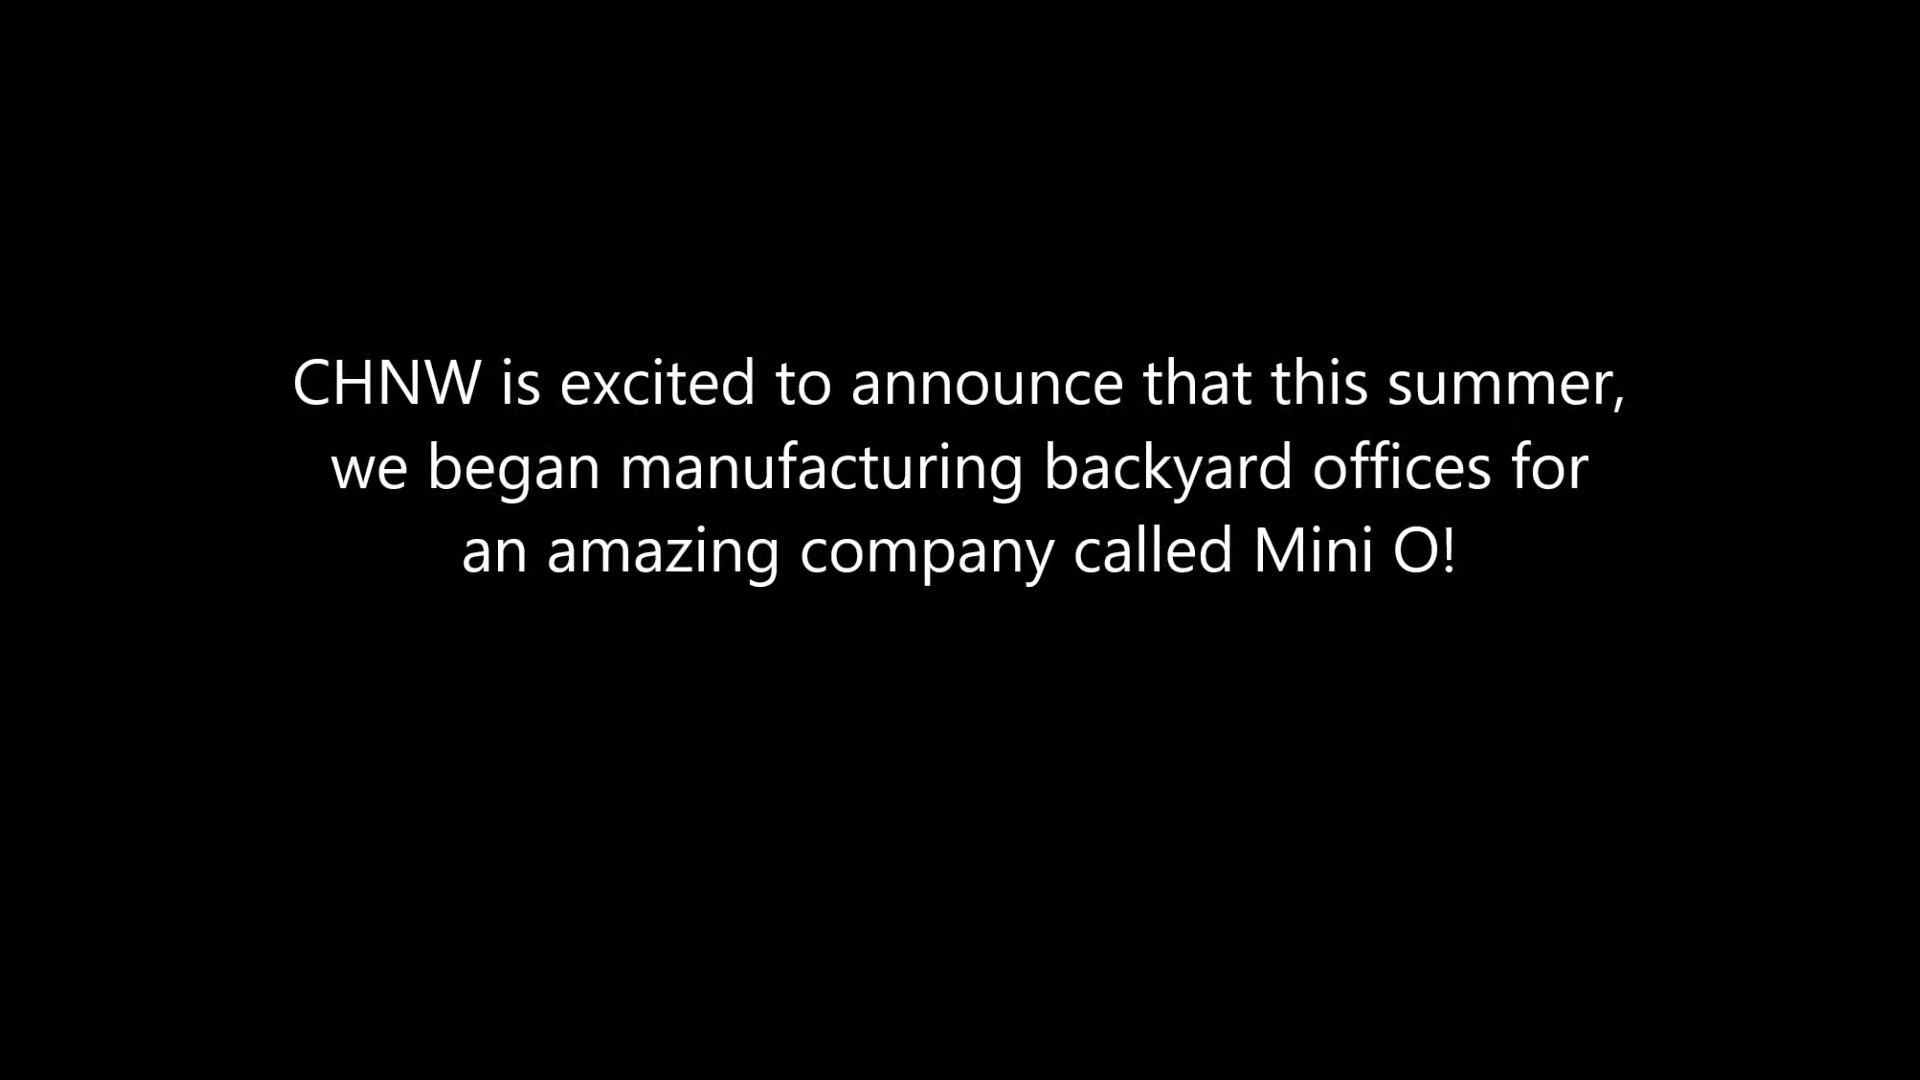 CHNW is excited to announce that this summer,
we began manufacturing backyard offices for
an amazing company called Mini O!